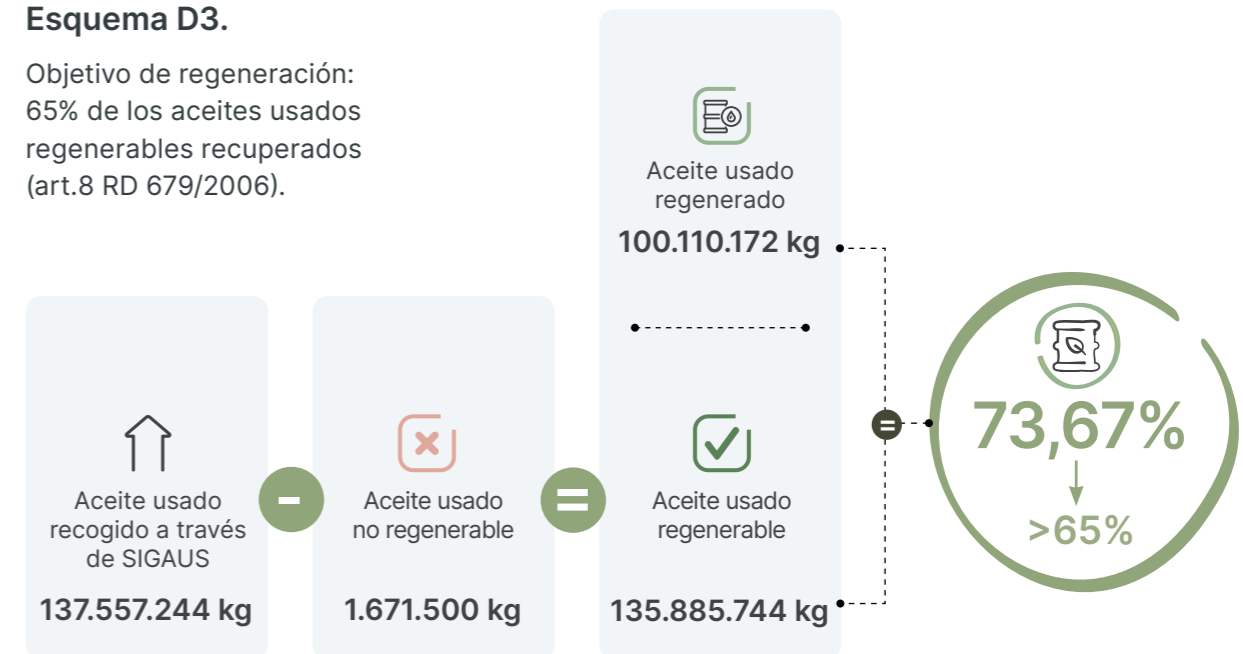 Esquema D3.
Objetivo de regeneración:
65% de los aceites usados
regenerables recuperados
(art.8 RD 679/2006).
Aceite usado
regenerado
100.110.172 kg
Aceite usado
recogido a través
de SIGAUS
137.557.244 kg
-
Aceite usado
no regenerable
1.671.500 kg
=
Aceite usado
regenerable
135.885.744 kg
=
73,67%
>65%